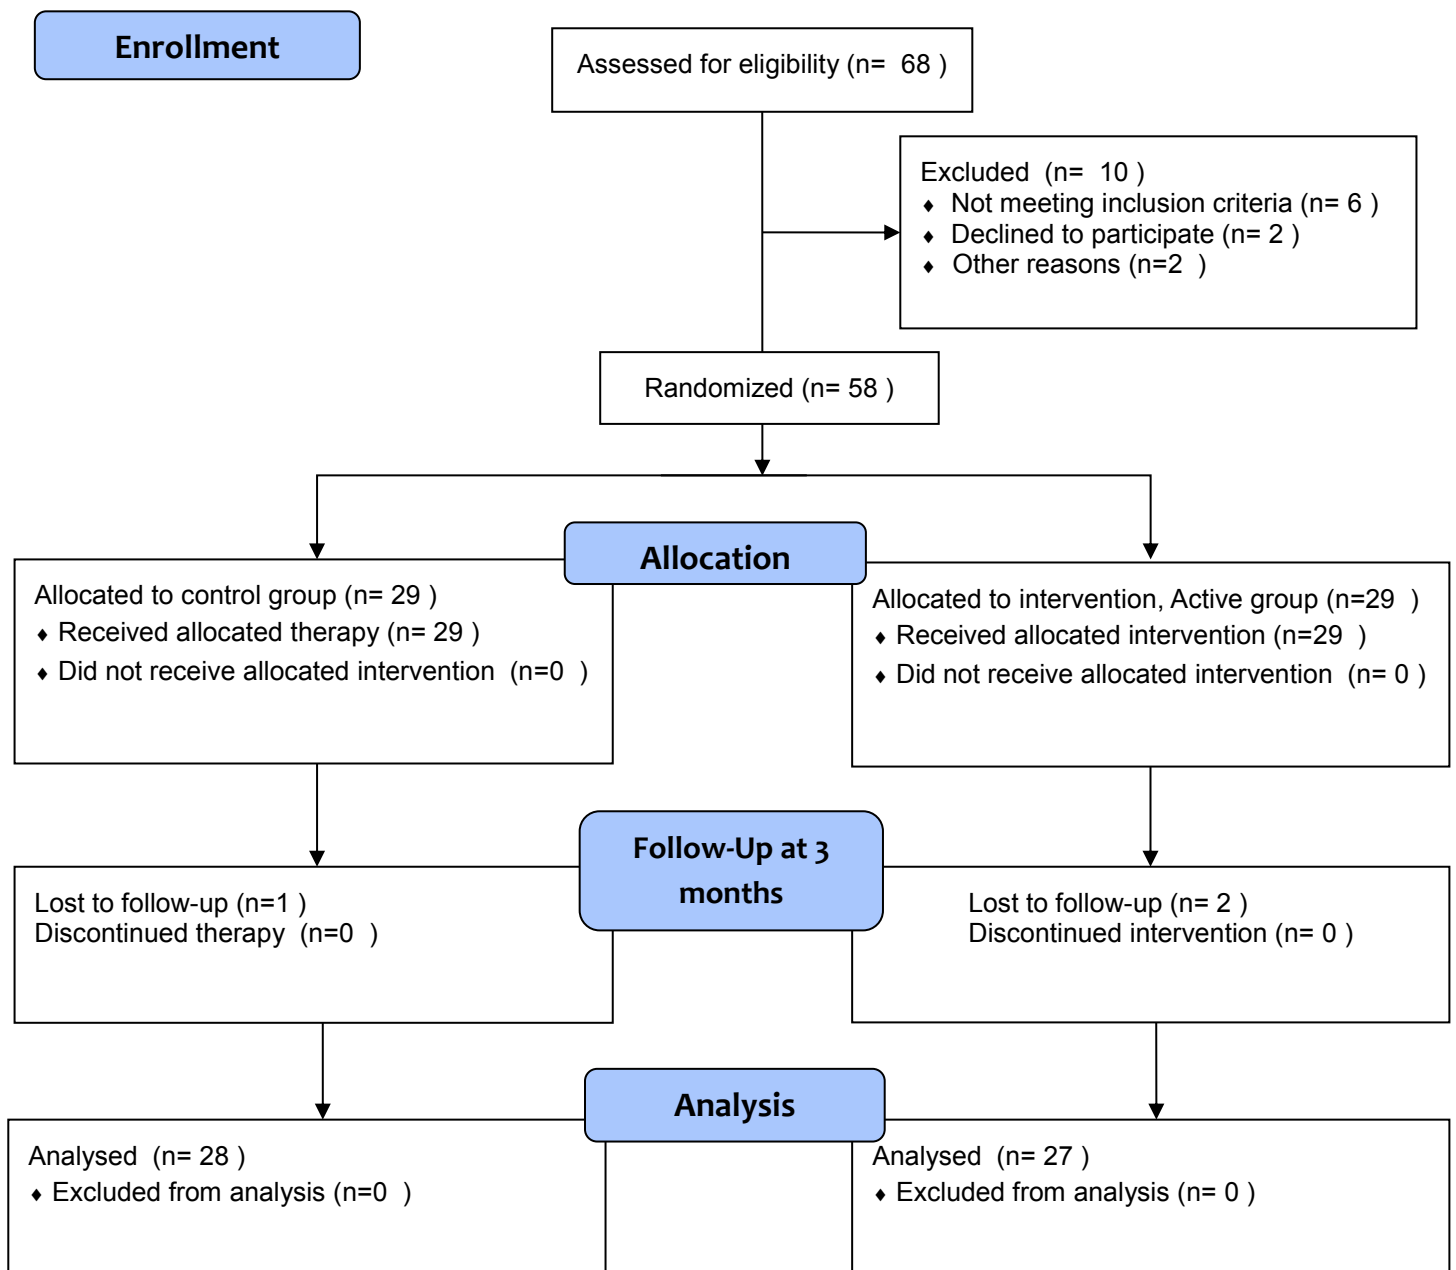 Enrollment
Assessed for eligibility (n=  68 )
Excluded  (n=  10 )
♦ Not meeting inclusion criteria (n= 6 )
♦ Declined to participate (n= 2 )
♦ Other reasons (n=2  )
Randomized (n= 58 )
Allocation
Allocated to control group (n= 29 )
♦ Received allocated therapy (n= 29 )
♦ Did not receive allocated intervention  (n=0  )
Allocated to intervention, Active group (n=29  )
♦ Received allocated intervention (n=29  )
♦ Did not receive allocated intervention  (n= 0 )
Follow-Up at 3
months
Lost to follow-up (n=1 )
Discontinued therapy  (n=0  )
Lost to follow-up (n= 2 )
Discontinued intervention (n= 0 )
Analysis
Analysed  (n= 28 )
♦ Excluded from analysis (n=0  )
Analysed  (n= 27 )
♦ Excluded from analysis (n= 0 )